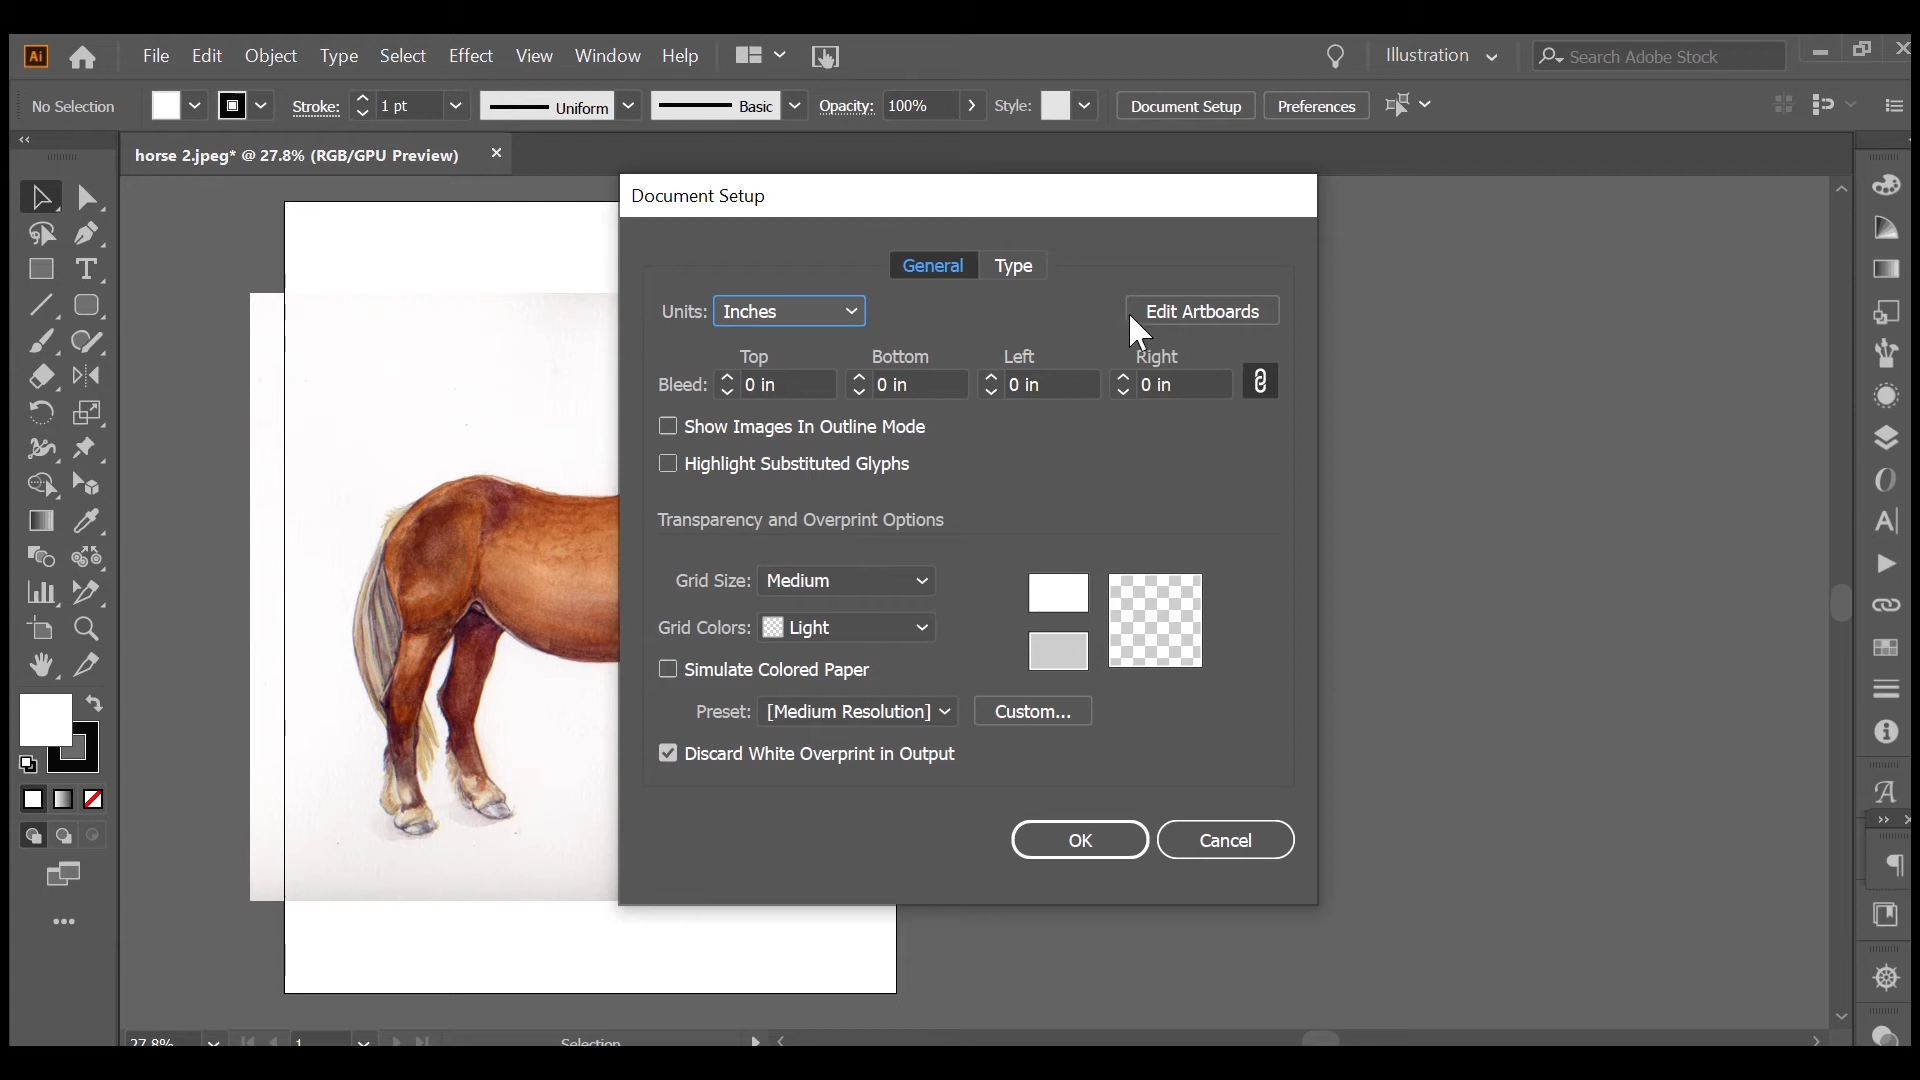 Ai File Edit Object Type Select Effect View Window Help Illustration Search Adobe Stock
No Selection Stroke: 1 pt Uniform Basic Opacity: 100% Style: Document Setup Preferences
horse 2.jpeg* @ 27.8% (RGB/GPU Preview)
Document Setup
General Type
Units: Inches Edit Artboards
Top Bottom Left Right
Bleed: 0 in 0 in 0 in 0 in
Show Images In Outline Mode
Highlight Substituted Glyphs
Transparency and Overprint Options
Grid Size: Medium
Grid Colors: Light
Simulate Colored Paper
Preset: [Medium Resolution] Custom...
Discard White Overprint in Output
OK Cancel
27.8% 1 Selection